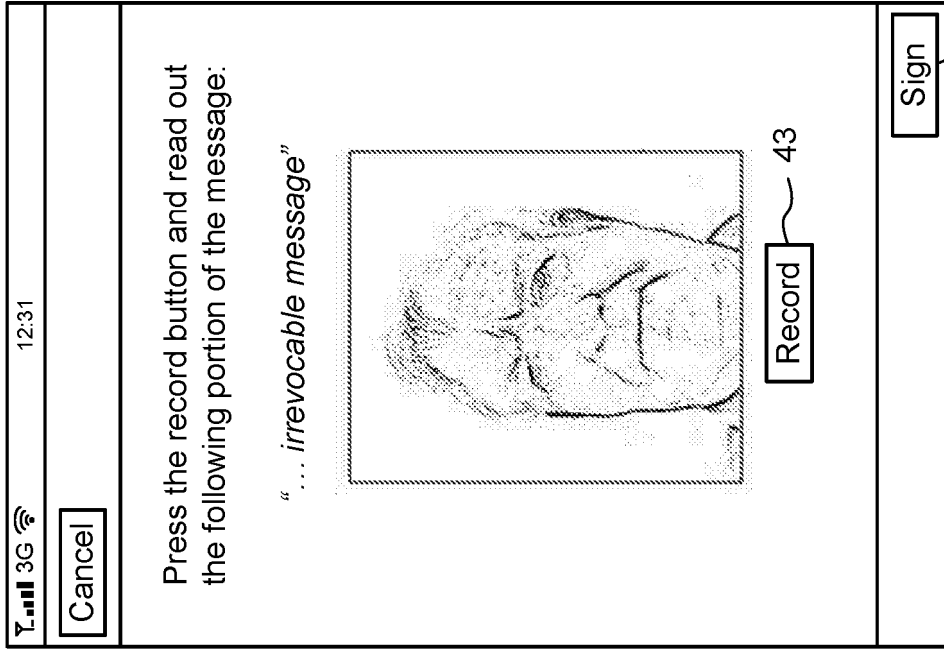 3G 12:31
Cancel
Press the record button and read out
the following portion of the message:
“… irrevocable message”
Record 43
Sign